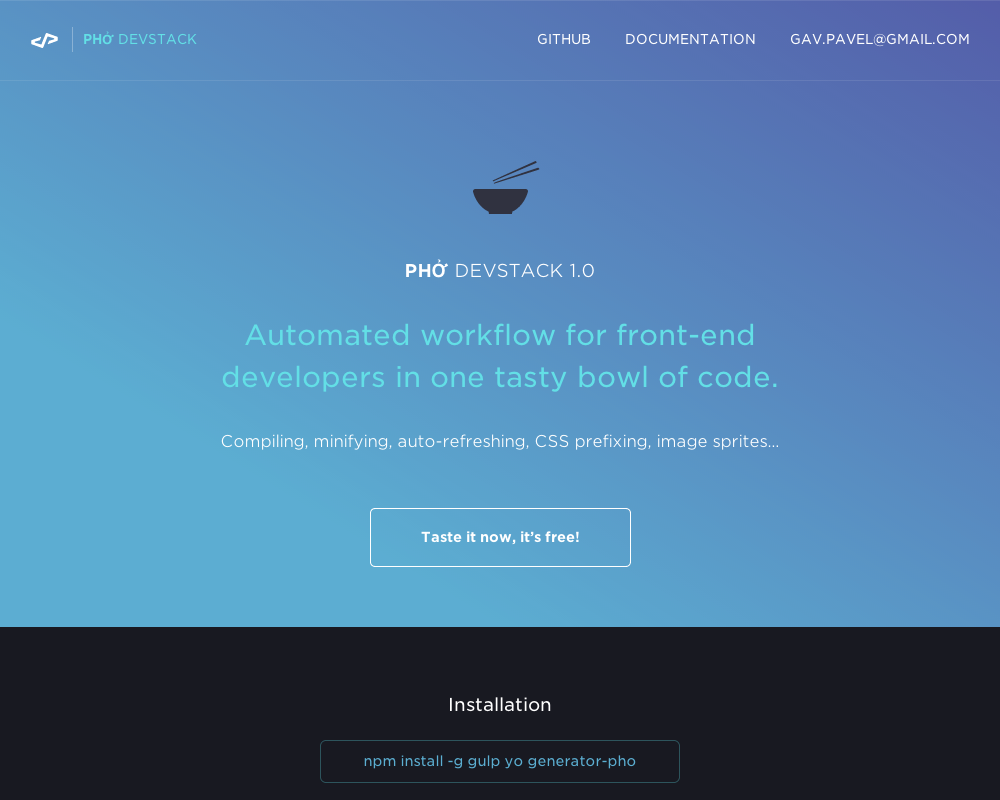 </> PHỞ DEVSTACK
GITHUB DOCUMENTATION GAV.PAVEL@GMAIL.COM
PHỞ DEVSTACK 1.0
Automated workflow for front-end
developers in one tasty bowl of code.
Compiling, minifying, auto-refreshing, CSS prefixing, image sprites...
Taste it now, it’s free!
Installation
npm install -g gulp yo generator-pho